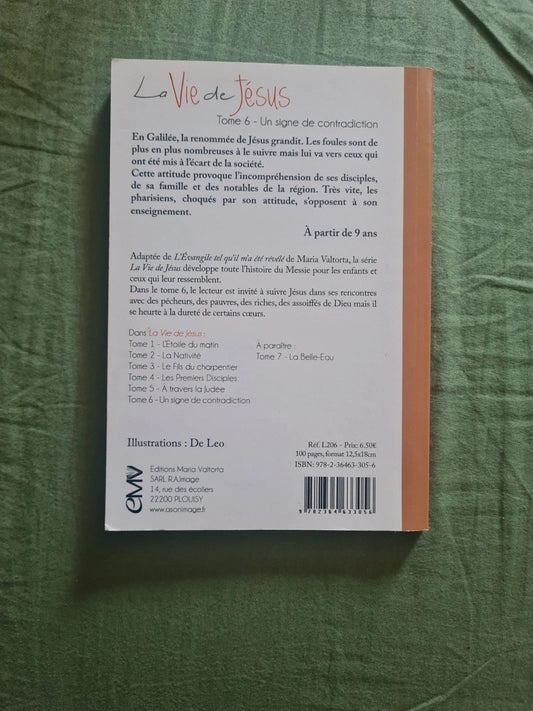 La Vie de Jésus
Tome 6 - Un signe de contradiction
En Galilée, la renommée de Jésus grandit. Les foules sont de
plus en plus nombreuses à le suivre mais lui va vers ceux qui
ont été mis à l'écart de la société.
Cette attitude provoque l'incompréhension de ses disciples,
de sa famille et des notables de la région. Très vite, les
pharisiens, choqués par son attitude, s'opposent à son
enseignement.
À partir de 9 ans
Adaptée de L'Évangile tel qu'il m'a été révélé de Maria Valtorta, la série
La Vie de Jésus développe toute l'histoire du Messie pour les enfants et
ceux qui leur ressemblent.
Dans le tome 6, le lecteur est invité à suivre Jésus dans ses rencontres
avec des pécheurs, des pauvres, des riches, des assoiffés de Dieu mais il
se heurte à la dureté de certains cœurs.
Dans La Vie de Jésus :
Tome 1 - L'Étoile du matin
Tome 2 - La Nativité
Tome 3 - Le Fils du charpentier
Tome 4 - Les Premiers Disciples
Tome 5 - À travers la Judée
Tome 6 - Un signe de contradiction
À paraître :
Tome 7 - La Belle-Eau
Illustrations : De Leo
Réf. L206 - Prix: 6.50€
100 pages, format 12,5x18cm
ISBN: 978-2-36463-305-6
EMV
Editions Maria Valtorta
SARL R.A.Image
14, rue des écoliers
22200 PLOUISY
www.asonimage.fr
9 782364 633056